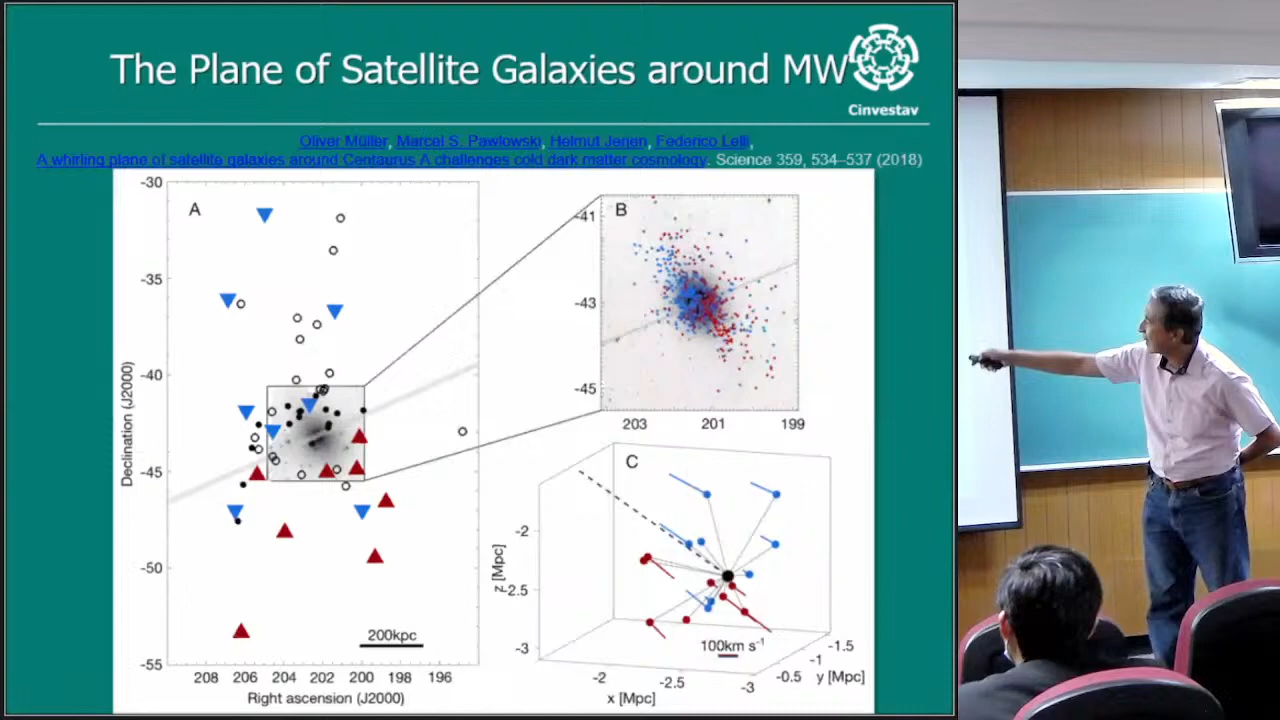 The Plane of Satellite Galaxies around MW
Cinvestav
Oliver Müller, Marcel S. Pawlowski, Helmut Jerjen, Federico Lelli,
A whirling plane of satellite galaxies around Centaurus A challenges cold dark matter cosmology. Science 359, 534–537 (2018)
A
-30
-35
-40
-45
-50
-55
Declination (J2000)
200kpc
208 206 204 202 200 198 196
Right ascension (J2000)
B
-41
-43
-45
203 201 199
C
-2
-2.5
-3
z [Mpc]
100km s⁻¹
-2 -2.5 -3
x [Mpc]
-0.5 -1 -1.5
y [Mpc]